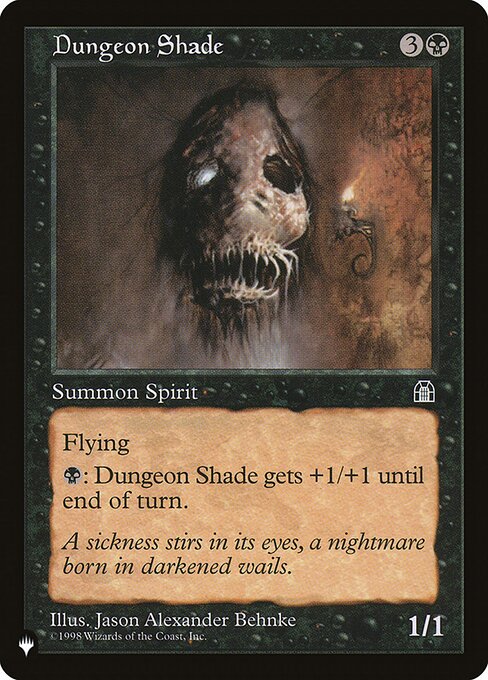 Dungeon Shade 3
Summon Spirit
Flying
: Dungeon Shade gets +1/+1 until
end of turn.
A sickness stirs in its eyes, a nightmare
born in darkened wails.
Illus. Jason Alexander Behnke
©1998 Wizards of the Coast, Inc.
1/1